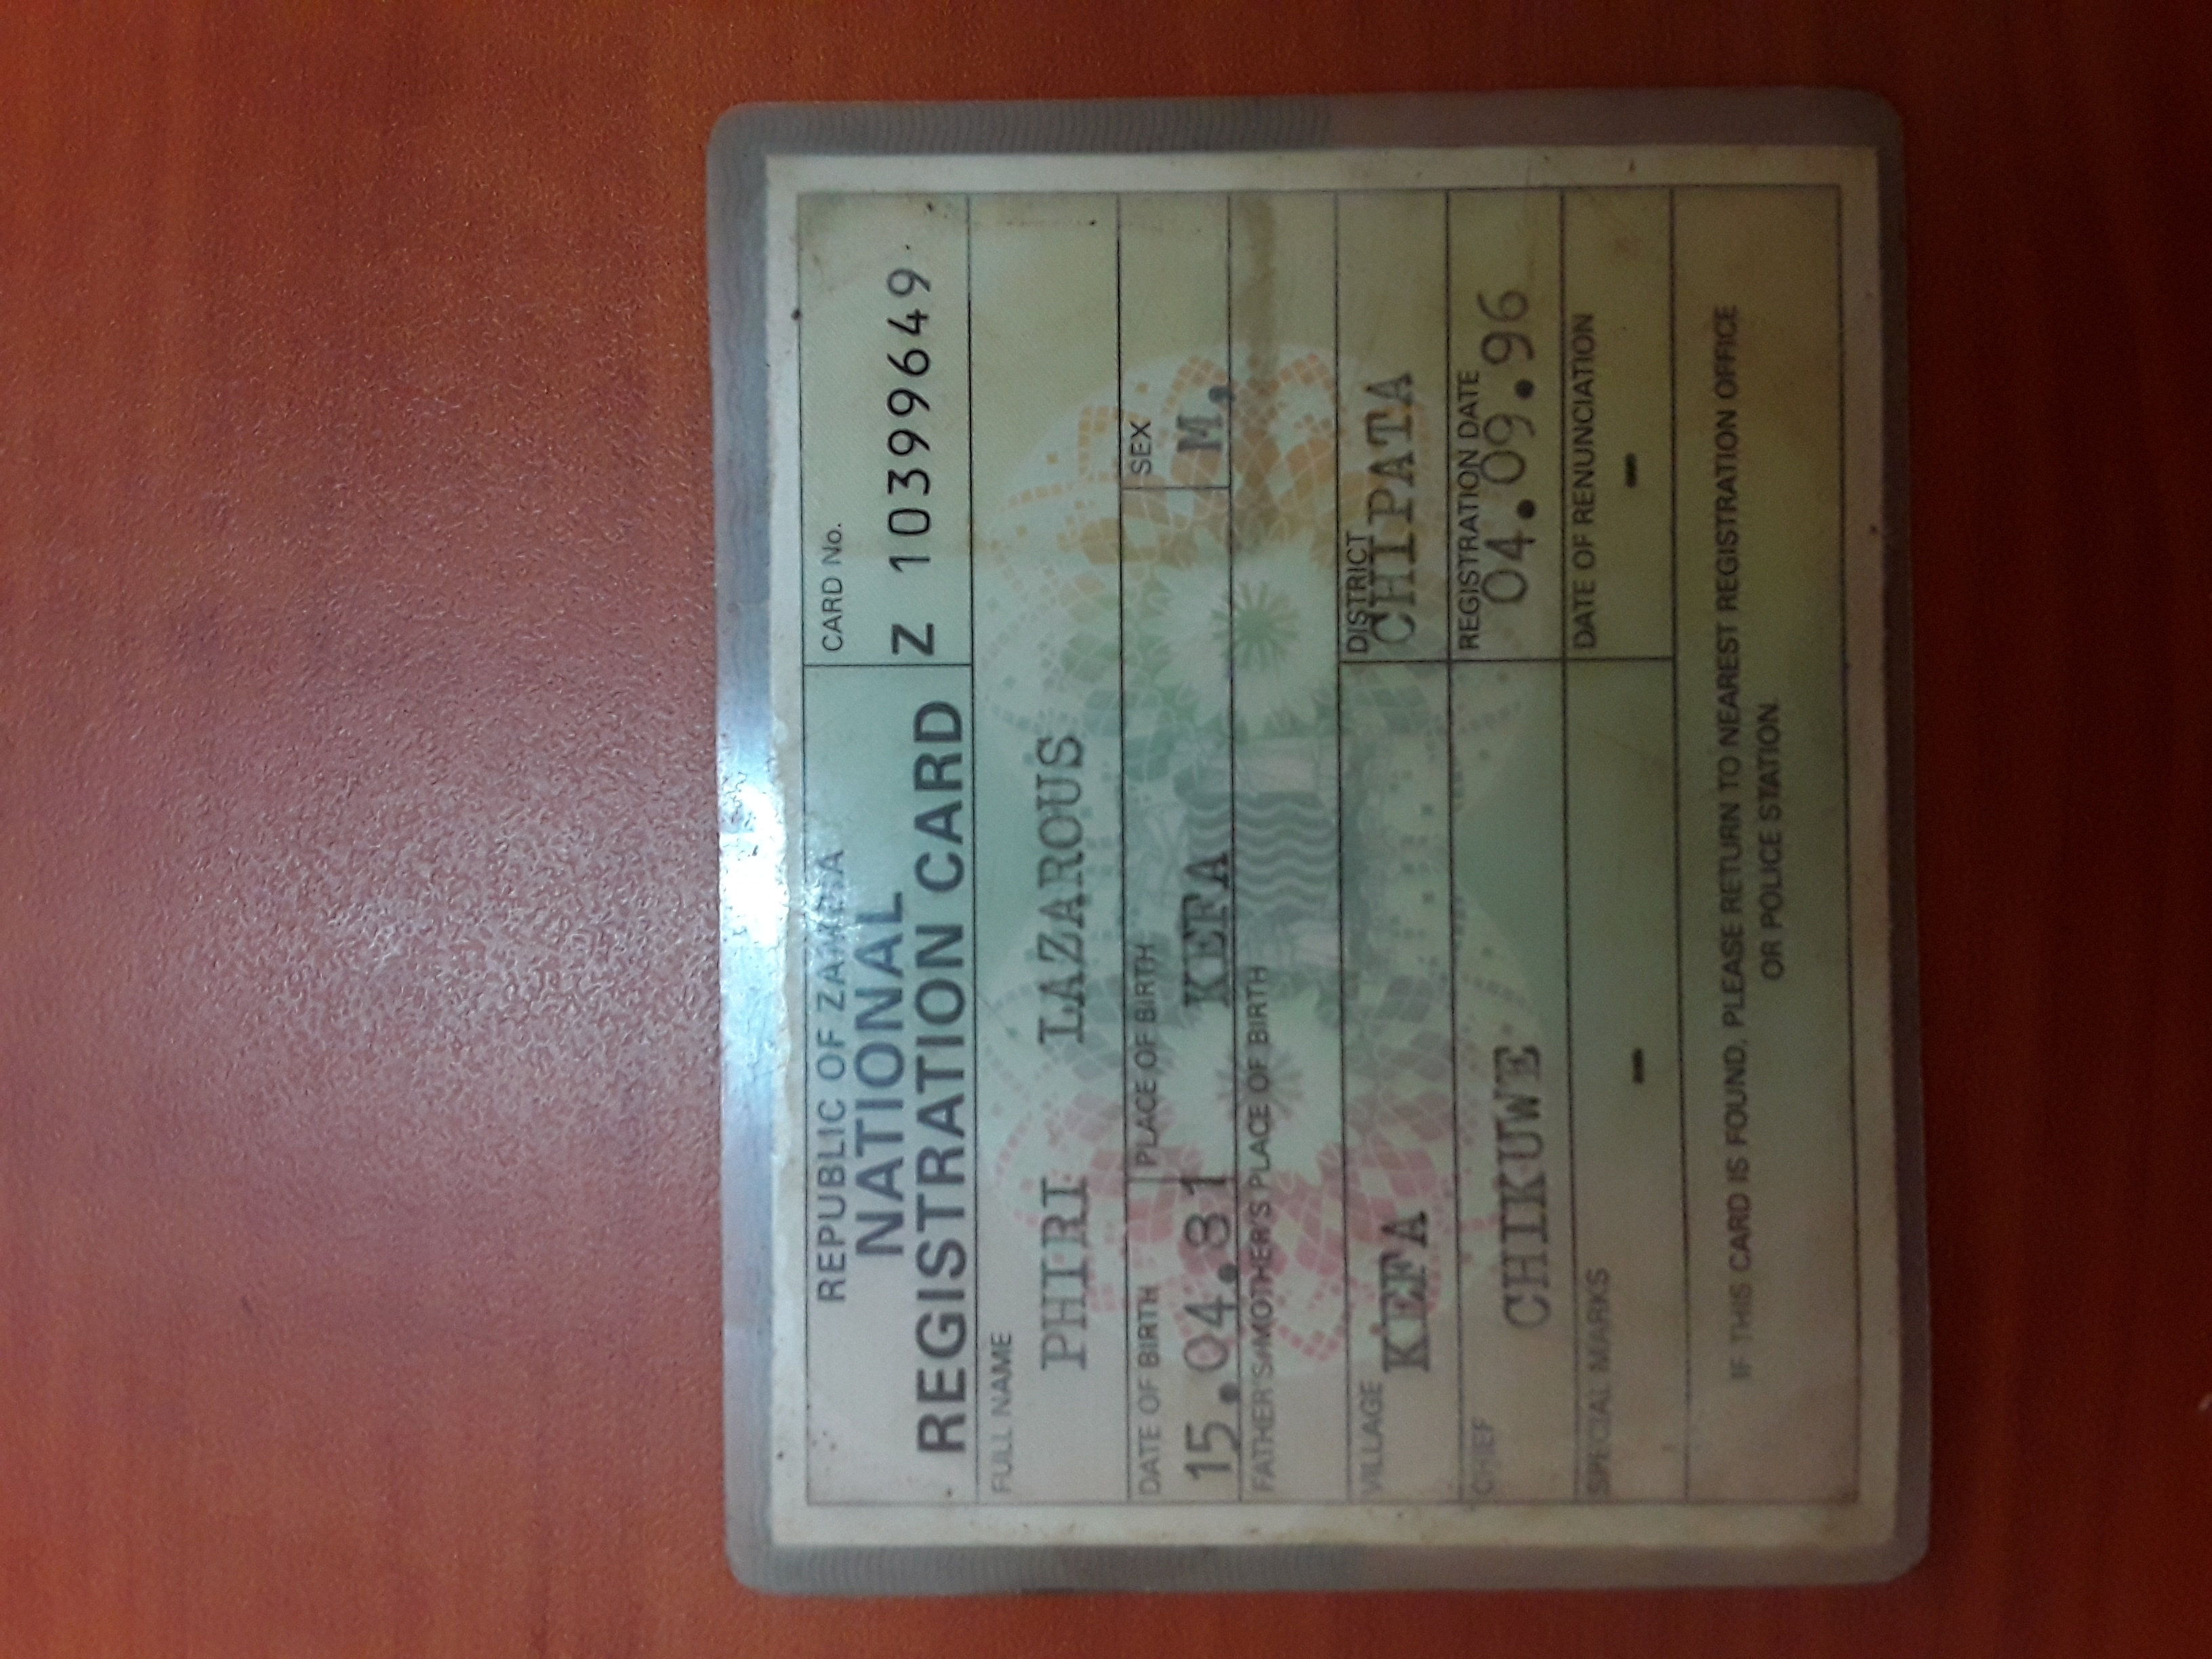 REPUBLIC OF ZAMBIA
NATIONAL
REGISTRATION CARD
CARD No.
Z 10399649
FULL NAME
PHIRI LAZAROUS
DATE OF BIRTH
15.04.81
PLACE OF BIRTH
KEFA
SEX
M.
FATHER'S/MOTHER'S PLACE OF BIRTH
VILLAGE
KEFA
DISTRICT
CHIPATA
CHIEF
CHIKUWE
REGISTRATION DATE
04.09.96
SPECIAL MARKS
-
DATE OF RENUNCIATION
-
IF THIS CARD IS FOUND, PLEASE RETURN TO NEAREST REGISTRATION OFFICE
OR POLICE STATION.